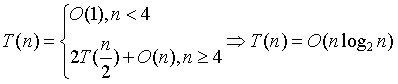 T(n) = { O(1), n < 4
2T(n/2) + O(n), n ≥ 4 ⇒ T(n) = O(n log₂ n)